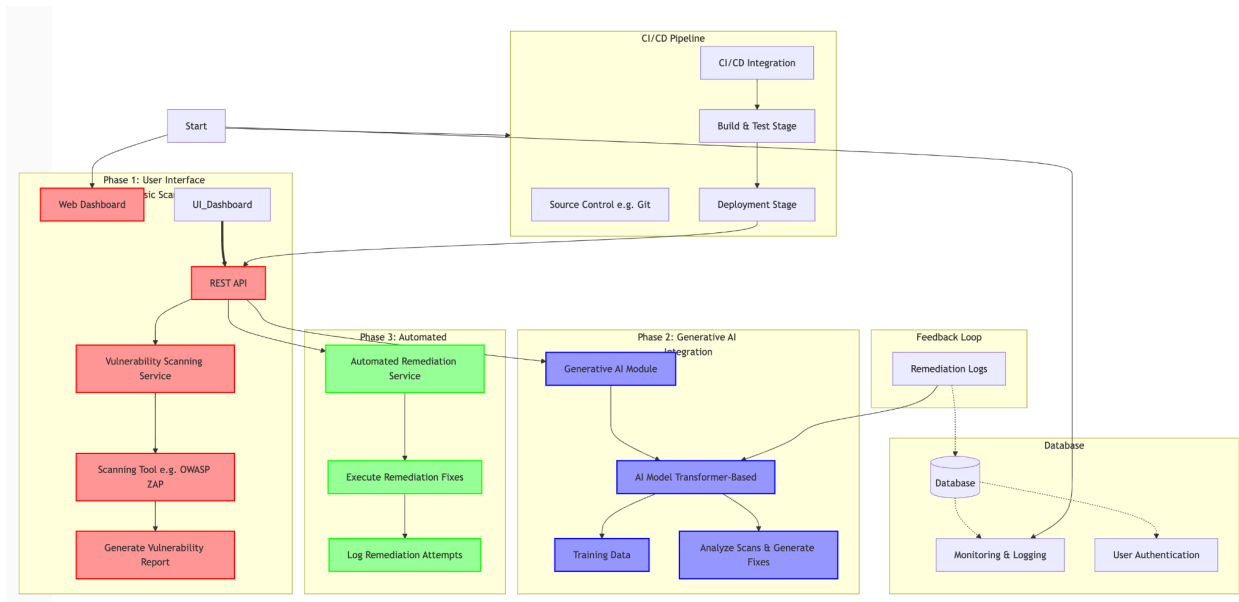 CI/CD Pipeline
CI/CD Integration
Build & Test Stage
Start
Phase 1: User Interface
sic Sca
Web Dashboard
UI_Dashboard
Source Control e.g. Git
Deployment Stage
REST API
Phase 3: Automated
Phase 2: Generative AI
Integration
Feedback Loop
Vulnerability Scanning
Service
Automated Remediation
Service
Generative AI Module
Remediation Logs
Database
Scanning Tool e.g. OWASP
ZAP
Execute Remediation Fixes
AI Model Transformer-Based
Database
Generate Vulnerability
Report
Log Remediation Attempts
Training Data
Analyze Scans & Generate
Fixes
Monitoring & Logging
User Authentication